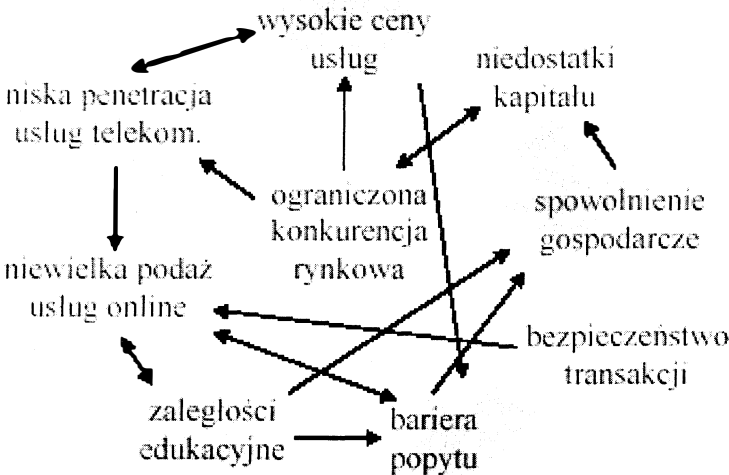 wysokie ceny
usług
niedostatki
kapitału
niska penetracja
usług telekom.
ograniczona
konkurencja
rynkowa
spowolnienie
gospodarcze
niewielka podaż
usług online
bezpieczeństwo
transakcji
zaległości
edukacyjne
bariera
popytu